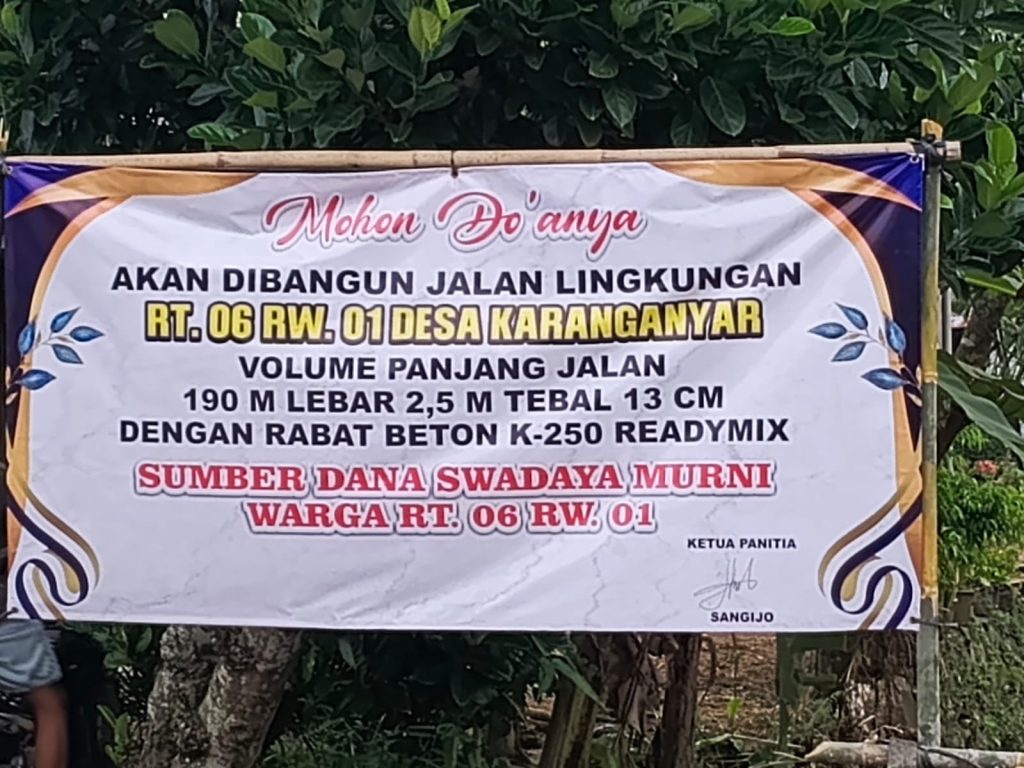 Mohon Do'anya
AKAN DIBANGUN JALAN LINGKUNGAN
RT. 06 RW. 01 DESA KARANGANYAR
VOLUME PANJANG JALAN
190 M LEBAR 2,5 M TEBAL 13 CM
DENGAN RABAT BETON K-250 READYMIX
SUMBER DANA SWADAYA MURNI
WARGA RT. 06 RW. 01
KETUA PANITIA
SANGIJO